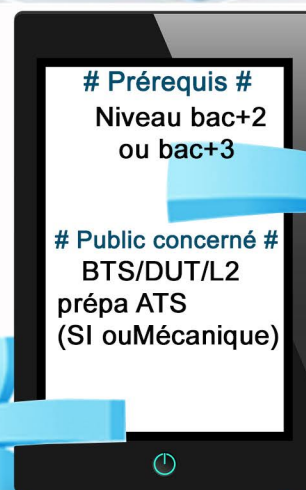 # Prérequis #
Niveau bac+2
ou bac+3
# Public concerné #
BTS/DUT/L2
prépa ATS
(SI ouMécanique)